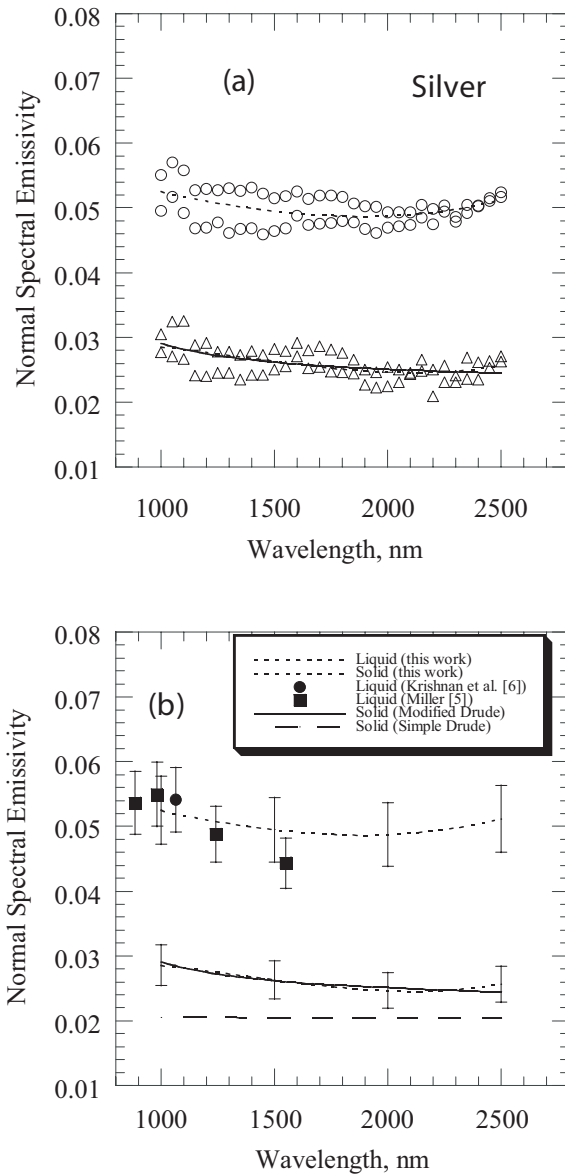 0.08
(a)
Silver
0.07
0.06
0.05
0.04
0.03
0.02
0.01
Normal Spectral Emissivity
1000 1500 2000 2500
Wavelength, nm
0.08
(b)
Liquid (this work)
Solid (this work)
Liquid (Krishnan et al. [6])
Liquid (Miller [5])
Solid (Modified Drude)
Solid (Simple Drude)
0.07
0.06
0.05
0.04
0.03
0.02
0.01
Normal Spectral Emissivity
1000 1500 2000 2500
Wavelength, nm